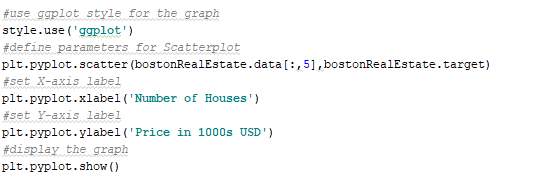 #use ggplot style for the graph
style.use('ggplot')
#define parameters for Scatterplot
plt.pyplot.scatter(bostonRealEstate.data[:,5],bostonRealEstate.target)
#set X-axis label
plt.pyplot.xlabel('Number of Houses')
#set Y-axis label
plt.pyplot.ylabel('Price in 1000s USD')
#display the graph
plt.pyplot.show()